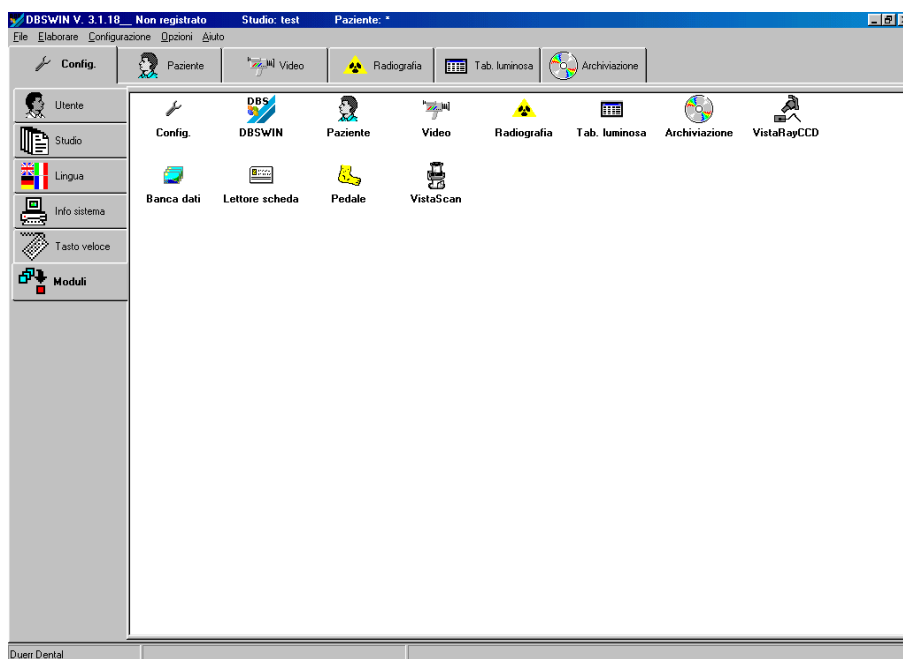 DBSWIN V. 3.1.18__ Non registrato Studio: test Paziente: *
File Elaborare Configurazione Opzioni Aiuto
Config. Paziente Video Radiografia Tab. luminosa Archiviazione
Utente
Studio
Lingua
Info sistema
Tasto veloce
Moduli
Config. DBSWIN Paziente Video Radiografia Tab. luminosa Archiviazione VistaRayCCD
Banca dati Lettore scheda Pedale VistaScan
Duerr Dental